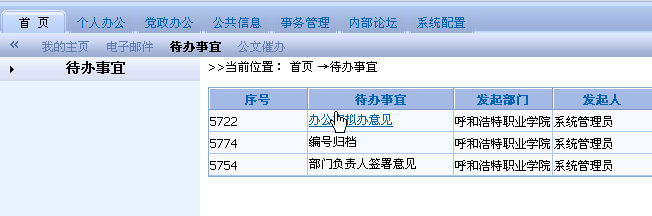 首 页 个人办公 党政办公 公共信息 事务管理 内部论坛 系统配置
« 我的主页 电子邮件 待办事宜 公文催办
待办事宜
>>当前位置： 首页 →待办事宜
序号 待办事宜 发起部门 发起人
5722 办公 拟办意见 呼和浩特职业学院 系统管理员
5774 编号归档 呼和浩特职业学院 系统管理员
5754 部门负责人签署意见 呼和浩特职业学院 系统管理员